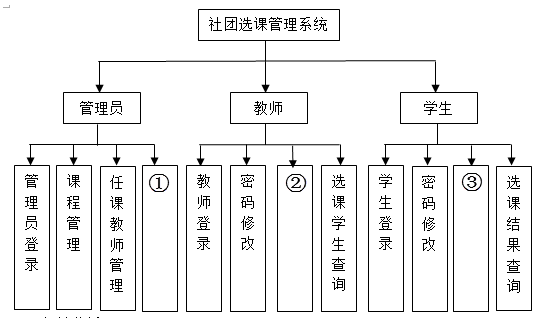 社团选课管理系统
管理员
教师
学生
管理员登录
课程管理
任课教师管理
①
教师登录
密码修改
②
选课学生查询
学生登录
密码修改
③
选课结果查询